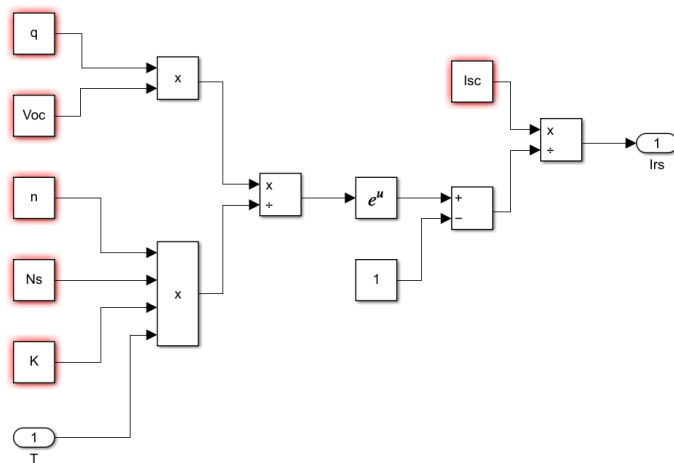 q
Voc
x
n
Ns
K
x
1
T
x
÷
e^u
1
+
−
Isc
x
÷
1
Irs